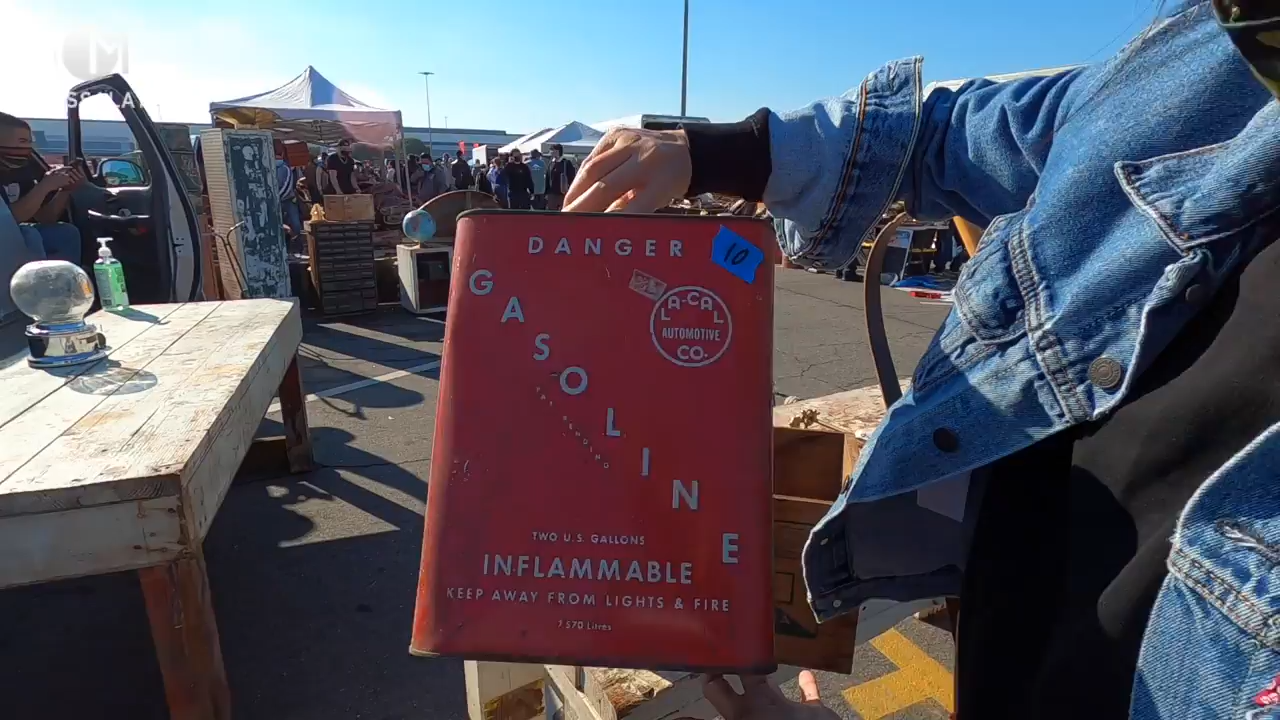 M
DANGER
10
GASOLINE
LA-CAL
AUTOMOTIVE
CO.
PAT. PENDING
TWO U.S. GALLONS
INFLAMMABLE
KEEP AWAY FROM LIGHTS & FIRE
7.570 Litres